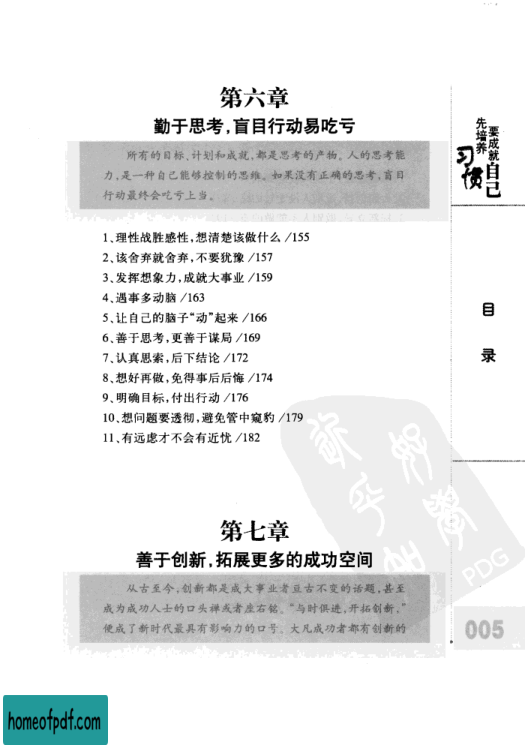 第六章
勤于思考，盲目行动易吃亏
所有的目标、计划和成就，都是思考的产物。人的思考能
力，是一种自己能够控制的思维。如果没有正确的思考，盲目
行动最终会吃亏上当。
1、理性战胜感性，想清楚该做什么 /155
2、该舍弃就舍弃，不要犹豫 /157
3、发挥想象力，成就大事业 /159
4、遇事多动脑 /163
5、让自己的脑子“动”起来 /166
6、善于思考，更善于谋局 /169
7、认真思索，后下结论 /172
8、想好再做，免得事后后悔 /174
9、明确目标，付出行动 /176
10、想问题要透彻，避免管中窥豹 /179
11、有远虑才不会有近忧 /182
第七章
善于创新，拓展更多的成功空间
从古至今，创新都是成大事业者亘古不变的话题，甚至
成为成功人士的口头禅或者座右铭。“与时俱进，开拓创新，”
便成了新时代最具有影响力的口号。大凡成功者都有创新的
要成就自己
先培养习惯
目录
005
PDG
homeofpdf.com